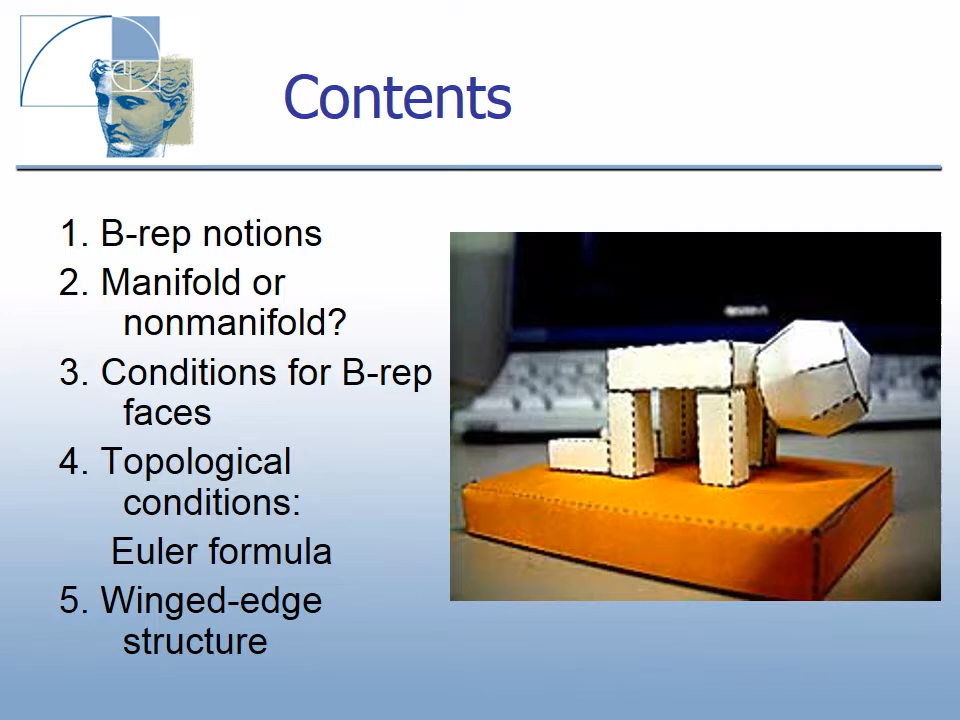 Contents
1. B-rep notions
2. Manifold or
nonmanifold?
3. Conditions for B-rep
faces
4. Topological
conditions:
Euler formula
5. Winged-edge
structure